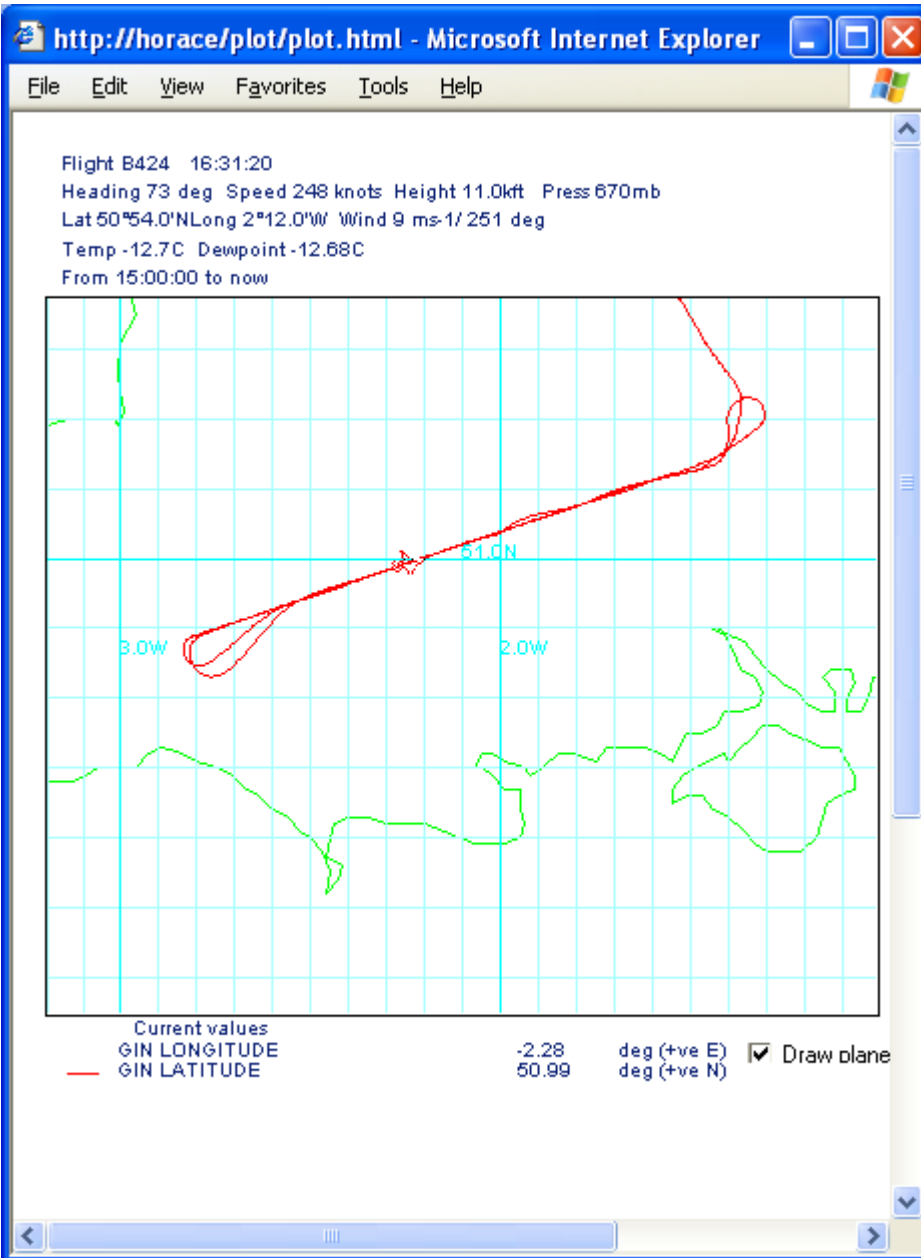 http://horace/plot/plot.html - Microsoft Internet Explorer
File Edit View Favorites Tools Help
Flight B424 16:31:20
Heading 73 deg Speed 248 knots Height 11.0kft Press 670mb
Lat 50°54.0'N Long 2°12.0'W Wind 9 ms-1/ 251 deg
Temp -12.7C Dewpoint -12.68C
From 15:00:00 to now
51.0N
3.0W 2.0W
Current values
GIN LONGITUDE -2.28 deg (+ve E) Draw plane
GIN LATITUDE 50.99 deg (+ve N)